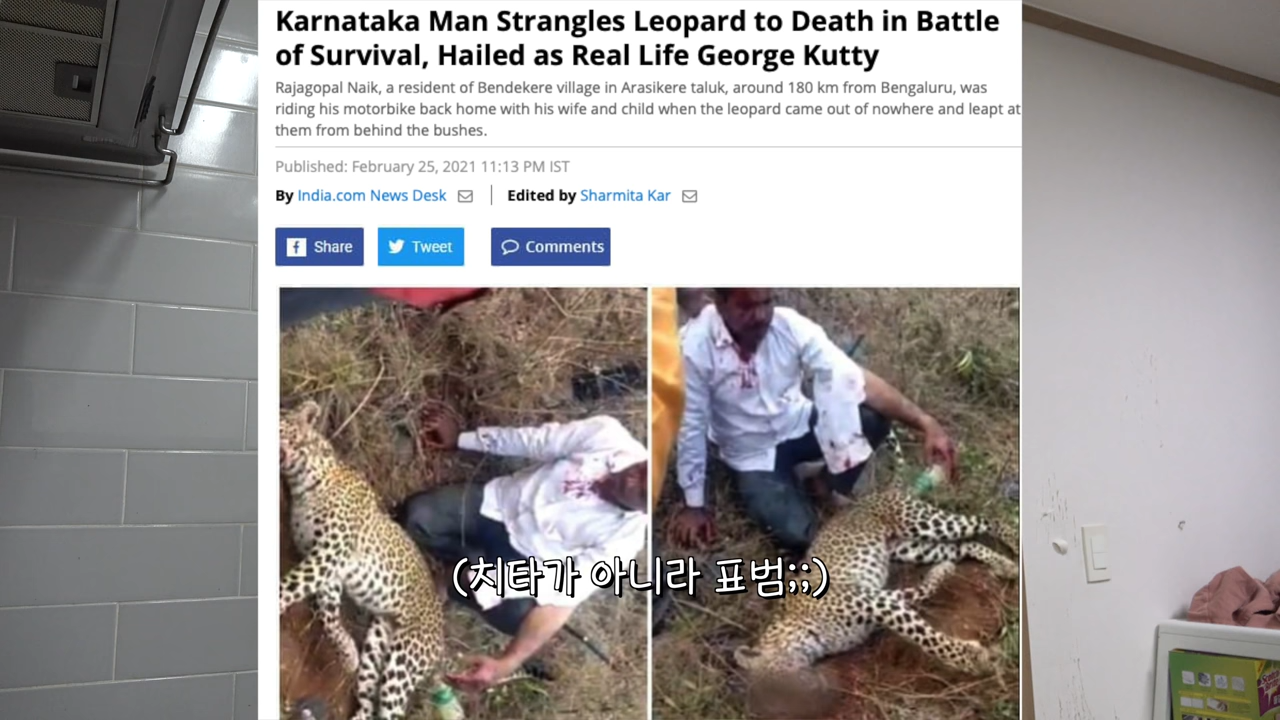 Karnataka Man Strangles Leopard to Death in Battle
of Survival, Hailed as Real Life George Kutty
Rajagopal Naik, a resident of Bendekere village in Arasikere taluk, around 180 km from Bengaluru, was
riding his motorbike back home with his wife and child when the leopard came out of nowhere and leapt at
them from behind the bushes.
Published: February 25, 2021 11:13 PM IST
By India.com News Desk Edited by Sharmita Kar
Share Tweet Comments
(치타가 아니라 표범;;)